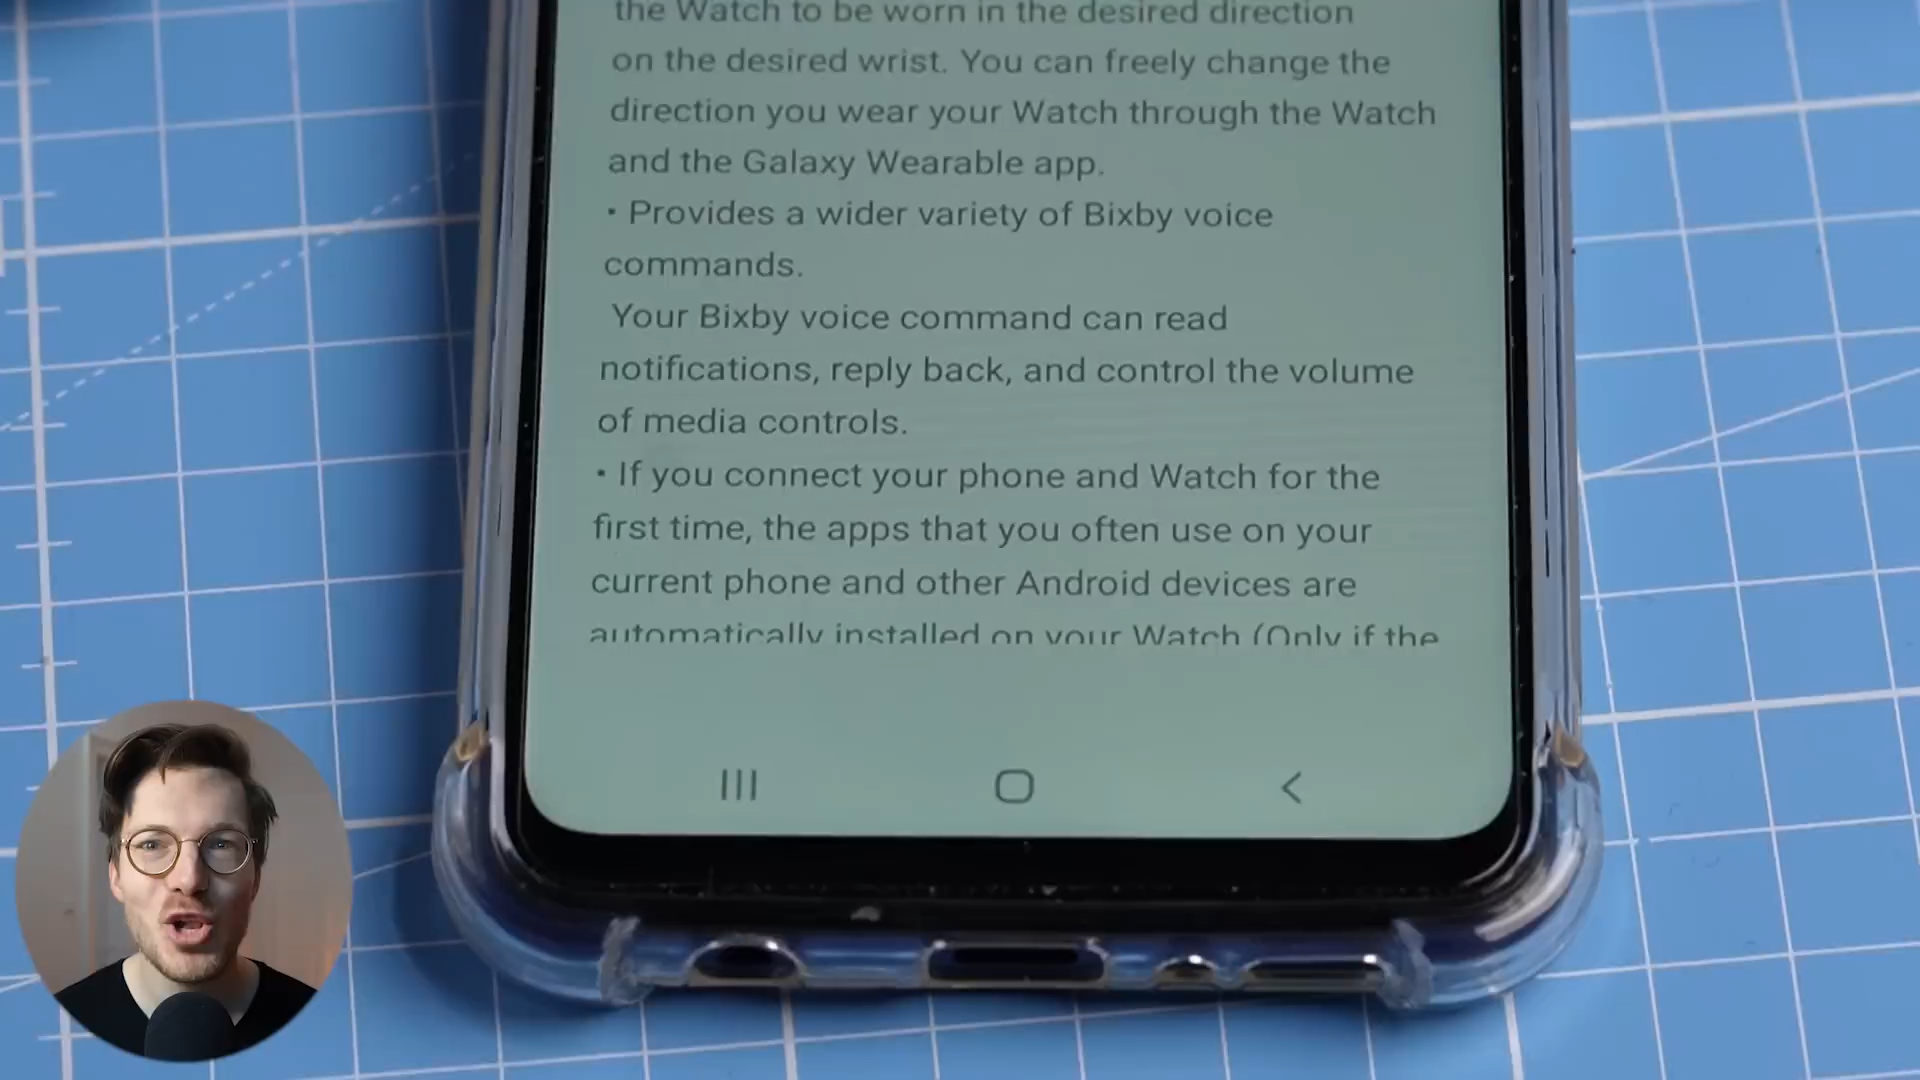 the Watch to be worn in the desired direction
on the desired wrist. You can freely change the
direction you wear your Watch through the Watch
and the Galaxy Wearable app.
• Provides a wider variety of Bixby voice
commands.
Your Bixby voice command can read
notifications, reply back, and control the volume
of media controls.
• If you connect your phone and Watch for the
first time, the apps that you often use on your
current phone and other Android devices are
automatically installed on your Watch (Only if the